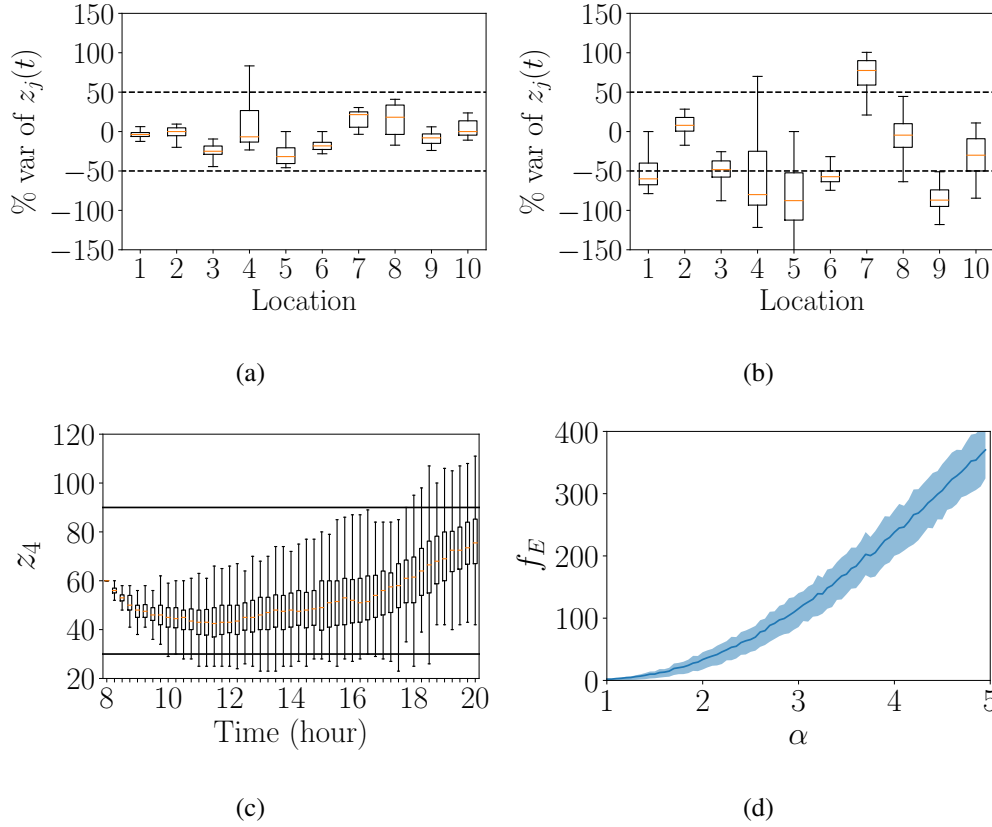 150
100
50
0
−50
−100
−150
% var of z_j(t)
1 2 3 4 5 6 7 8 9 10
Location
(a)
150
100
50
0
−50
−100
−150
% var of z_j(t)
1 2 3 4 5 6 7 8 9 10
Location
(b)
120
100
80
60
40
20
z_4
8 10 12 14 16 18 20
Time (hour)
(c)
400
300
200
100
0
f_E
1 2 3 4 5
α
(d)